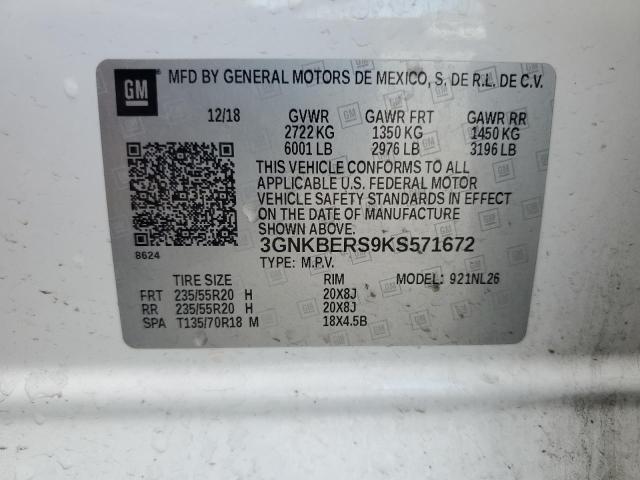 GM MFD BY GENERAL MOTORS DE MEXICO, S. DE R.L. DE C.V.
12/18 GVWR GAWR FRT GAWR RR
2722 KG 1350 KG 1450 KG
6001 LB 2976 LB 3196 LB
THIS VEHICLE CONFORMS TO ALL
APPLICABLE U.S. FEDERAL MOTOR
VEHICLE SAFETY STANDARDS IN EFFECT
ON THE DATE OF MANUFACTURE
SHOWN ABOVE.
8624
3GNKBERS9KS571672
TYPE: M.P.V.
TIRE SIZE RIM MODEL: 921NL26
FRT 235/55R20 H 20X8J
RR 235/55R20 H 20X8J
SPA T135/70R18 M 18X4.5B